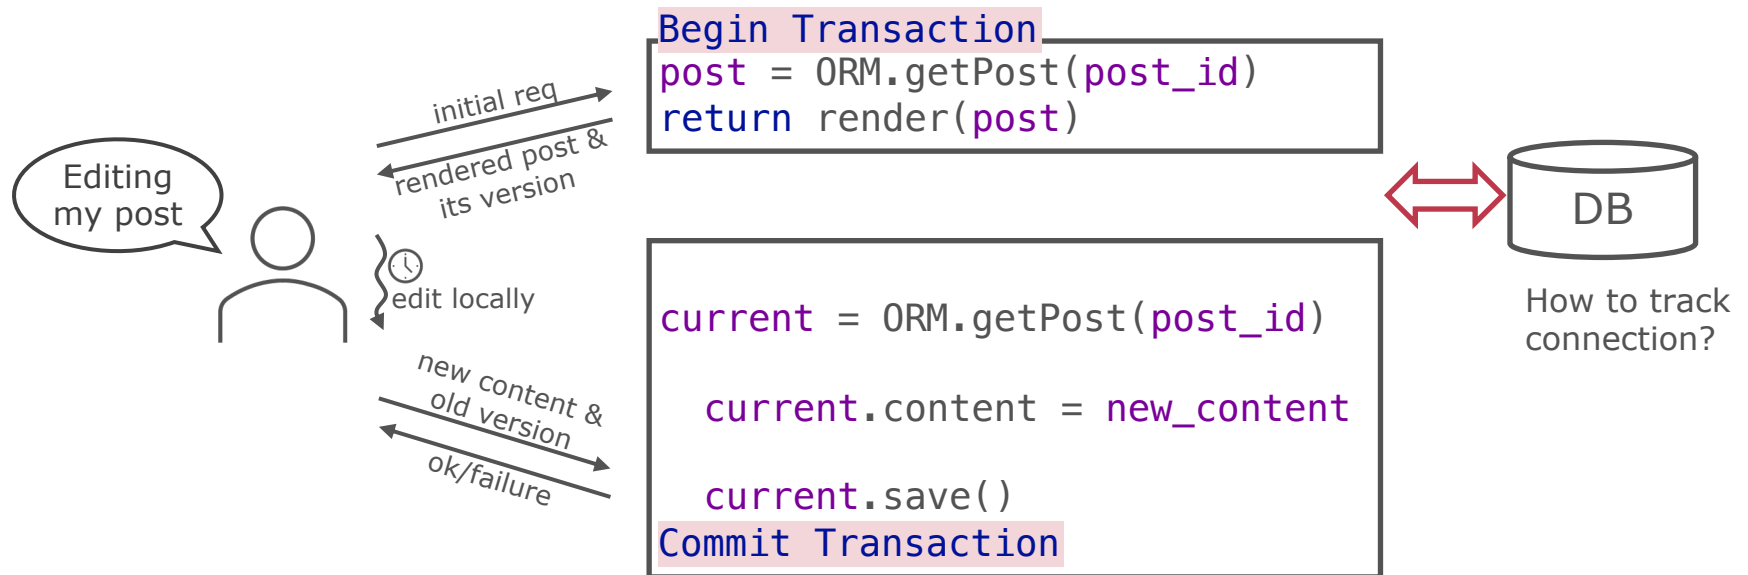 Begin Transaction
post = ORM.getPost(post_id)
return render(post)
initial req
rendered post &
its version
Editing
my post
edit locally
DB
How to track
connection?
current = ORM.getPost(post_id)
current.content = new_content
current.save()
Commit Transaction
new content &
old version
ok/failure